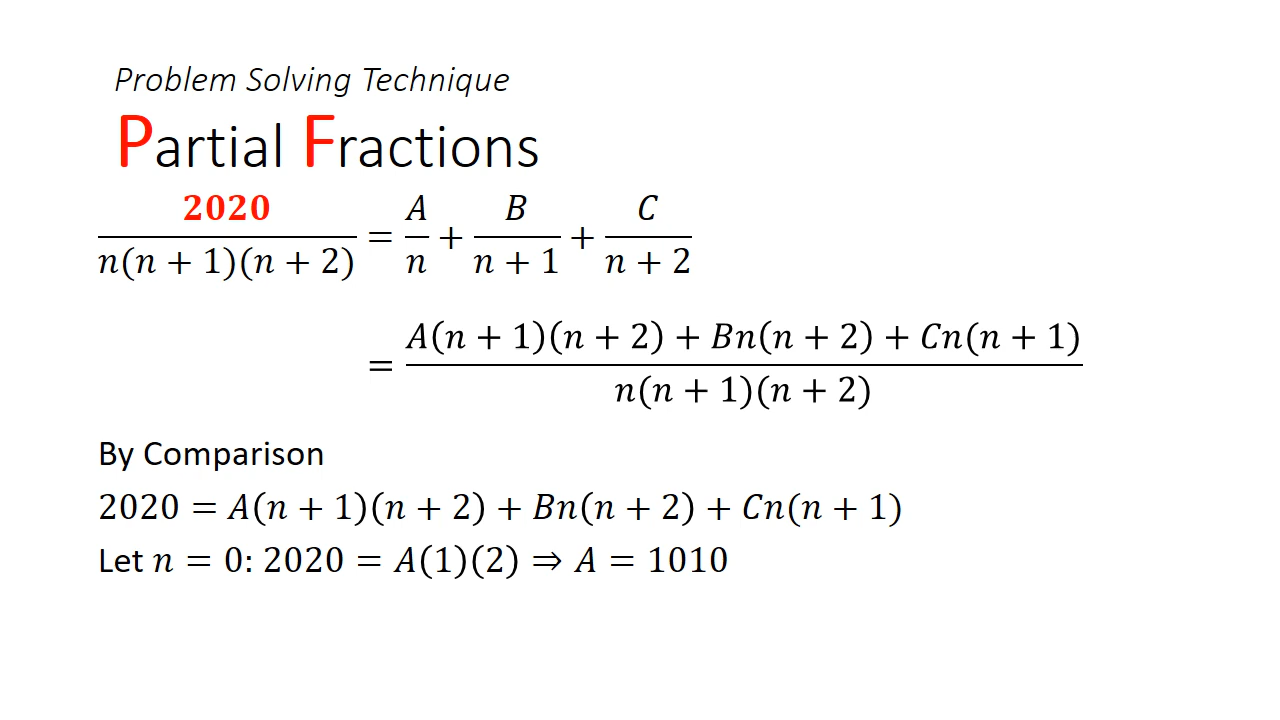 Problem Solving Technique
Partial Fractions
2020/(n(n + 1)(n + 2)) = A/n + B/(n + 1) + C/(n + 2)
= (A(n + 1)(n + 2) + Bn(n + 2) + Cn(n + 1))/(n(n + 1)(n + 2))
By Comparison
2020 = A(n + 1)(n + 2) + Bn(n + 2) + Cn(n + 1)
Let n = 0: 2020 = A(1)(2) ⇒ A = 1010